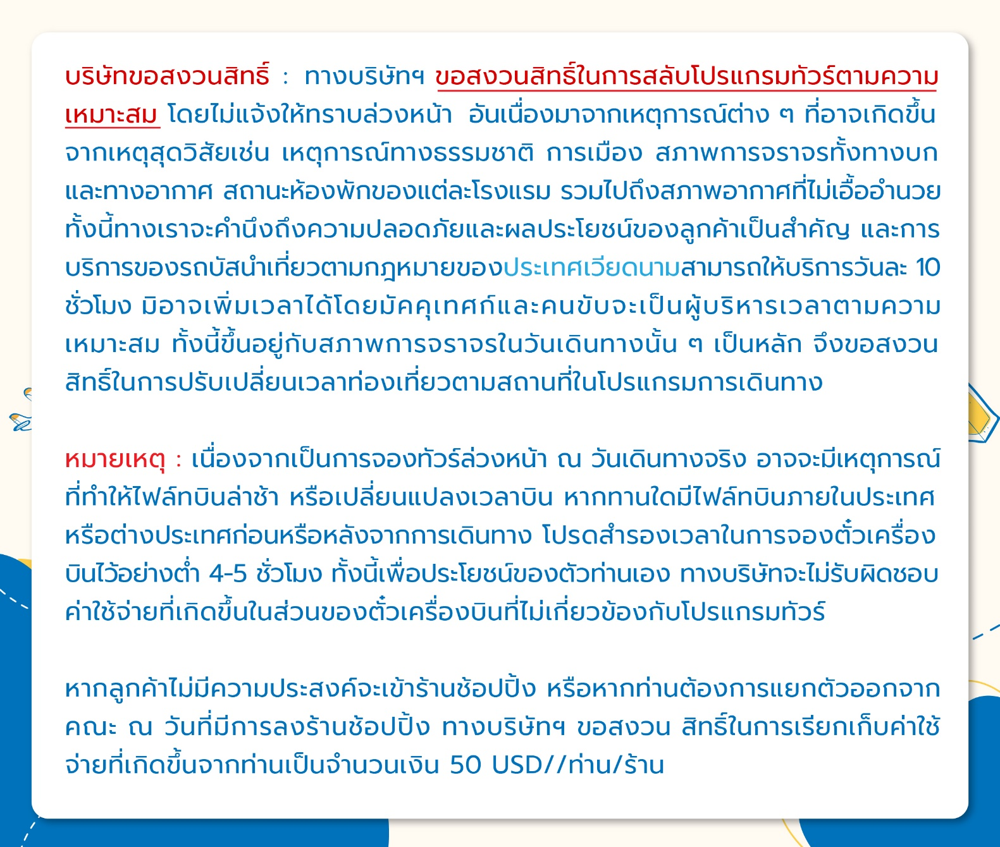 บริษัทขอสงวนสิทธิ์ : ทางบริษัทฯ ขอสงวนสิทธิ์ในการสลับโปรแกรมทัวร์ตามความ
เหมาะสม โดยไม่แจ้งให้ทราบล่วงหน้า อันเนื่องมาจากเหตุการณ์ต่าง ๆ ที่อาจเกิดขึ้น
จากเหตุสุดวิสัยเช่น เหตุการณ์ทางธรรมชาติ การเมือง สภาพการจราจรทั้งทางบก
และทางอากาศ สถานะห้องพักของแต่ละโรงแรม รวมไปถึงสภาพอากาศที่ไม่เอื้ออำนวย
ทั้งนี้ทางเราจะคำนึงถึงความปลอดภัยและผลประโยชน์ของลูกค้าเป็นสำคัญ และการ
บริการของรถบัสนำเที่ยวตามกฎหมายของประเทศเวียดนามสามารถให้บริการวันละ 10
ชั่วโมง มิอาจเพิ่มเวลาได้โดยมัคคุเทศก์และคนขับจะเป็นผู้บริหารเวลาตามความ
เหมาะสม ทั้งนี้ขึ้นอยู่กับสภาพการจราจรในวันเดินทางนั้น ๆ เป็นหลัก จึงขอสงวน
สิทธิ์ในการปรับเปลี่ยนเวลาท่องเที่ยวตามสถานที่ในโปรแกรมการเดินทาง
หมายเหตุ : เนื่องจากเป็นการจองทัวร์ล่วงหน้า ณ วันเดินทางจริง อาจจะมีเหตุการณ์
ที่ทำให้ไฟล์ทบินล่าช้า หรือเปลี่ยนแปลงเวลาบิน หากทานใดมีไฟล์ทบินภายในประเทศ
หรือต่างประเทศก่อนหรือหลังจากการเดินทาง โปรดสำรองเวลาในการจองตั๋วเครื่อง
บินไว้อย่างต่ำ 4-5 ชั่วโมง ทั้งนี้เพื่อประโยชน์ของตัวท่านเอง ทางบริษัทจะไม่รับผิดชอบ
ค่าใช้จ่ายที่เกิดขึ้นในส่วนของตั๋วเครื่องบินที่ไม่เกี่ยวข้องกับโปรแกรมทัวร์
หากลูกค้าไม่มีความประสงค์จะเข้าร้านช้อปปิ้ง หรือหากท่านต้องการแยกตัวออกจาก
คณะ ณ วันที่มีการลงร้านช้อปปิ้ง ทางบริษัทฯ ขอสงวน สิทธิ์ในการเรียกเก็บค่าใช้
จ่ายที่เกิดขึ้นจากท่านเป็นจำนวนเงิน 50 USD//ท่าน/ร้าน